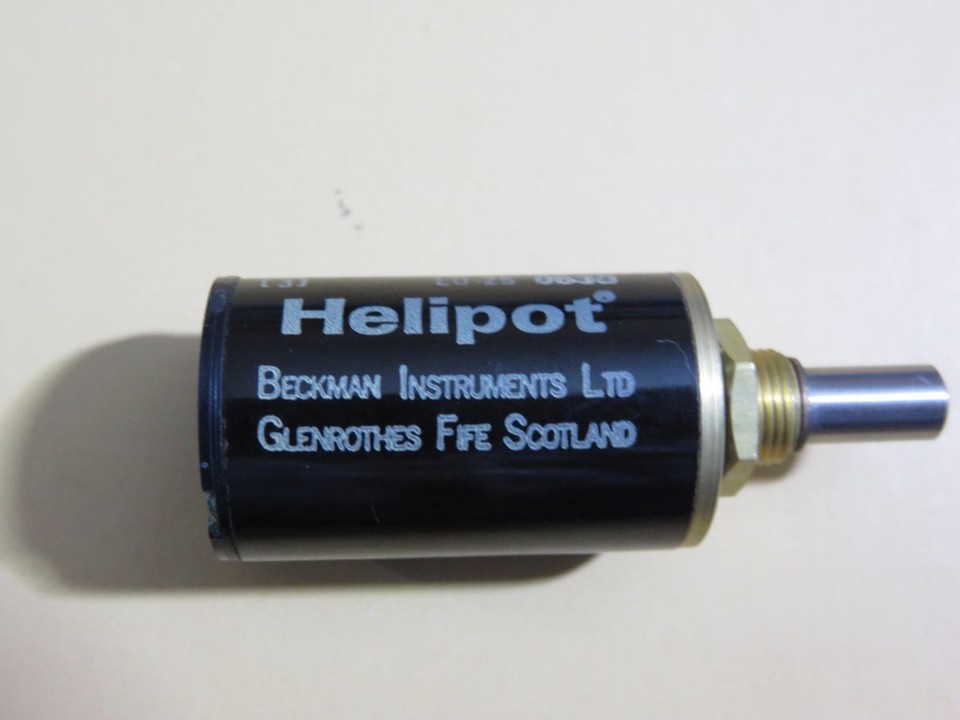 Helipot®
BECKMAN INSTRUMENTS LTD
GLENROTHES FIFE SCOTLAND